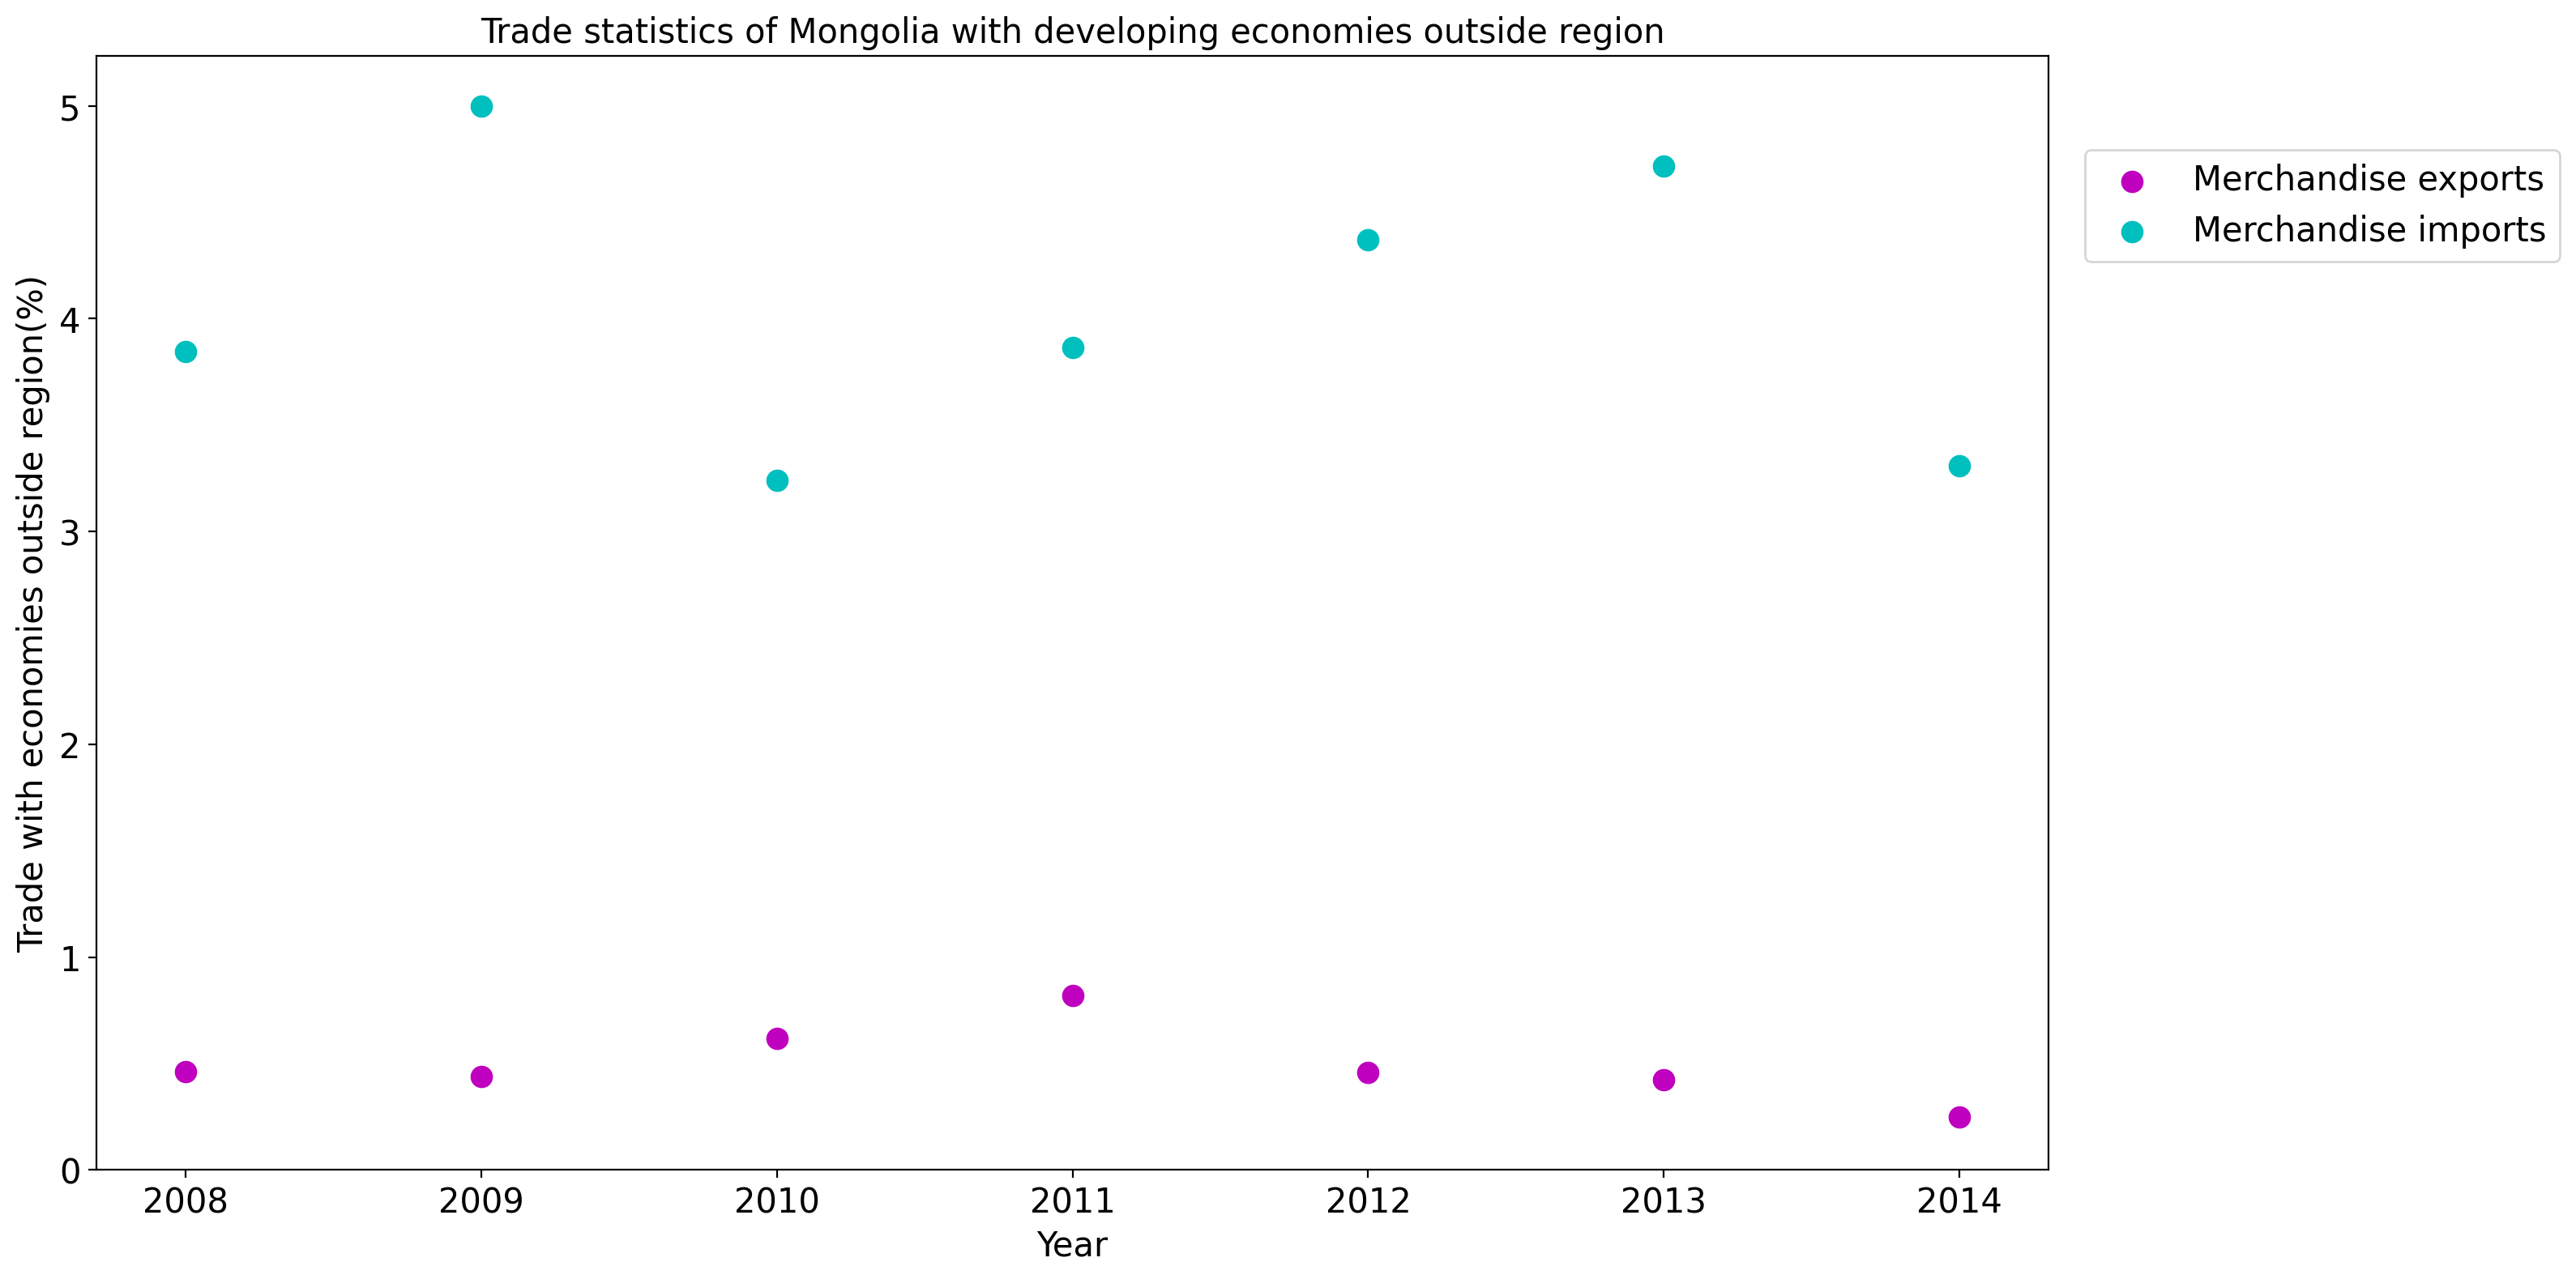 Trade statistics of Mongolia with developing economies outside region
Trade with economies outside region(%)
5
4
3
2
1
0
2008 2009 2010 2011 2012 2013 2014
Year
Merchandise exports
Merchandise imports